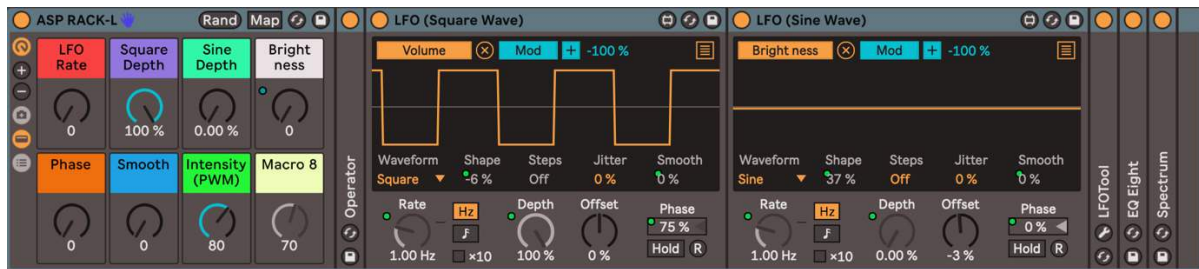 ASP RACK-L👋
Rand
Map
LFO
Rate
0
Square
Depth
100 %
Sine
Depth
0.00 %
Bright
ness
0
Phase
0
Smooth
0
Intensity
(PWM)
80
Macro 8
70
Operator
LFO (Square Wave)
Volume
Mod
+
-100 %
Waveform Shape Steps Jitter Smooth
Square -6 % Off 0 % 0 %
Rate
1.00 Hz
Hz
×10
Depth
100 %
Offset
0 %
Phase
75 %
Hold
R
LFO (Sine Wave)
Bright ness
Mod
+
-100 %
Waveform Shape Steps Jitter Smooth
Sine 37 % Off 0 % 0 %
Rate
1.00 Hz
Hz
×10
Depth
0.00 %
Offset
-3 %
Phase
0 %
Hold
R
LFOTool
EQ Eight
Spectrum